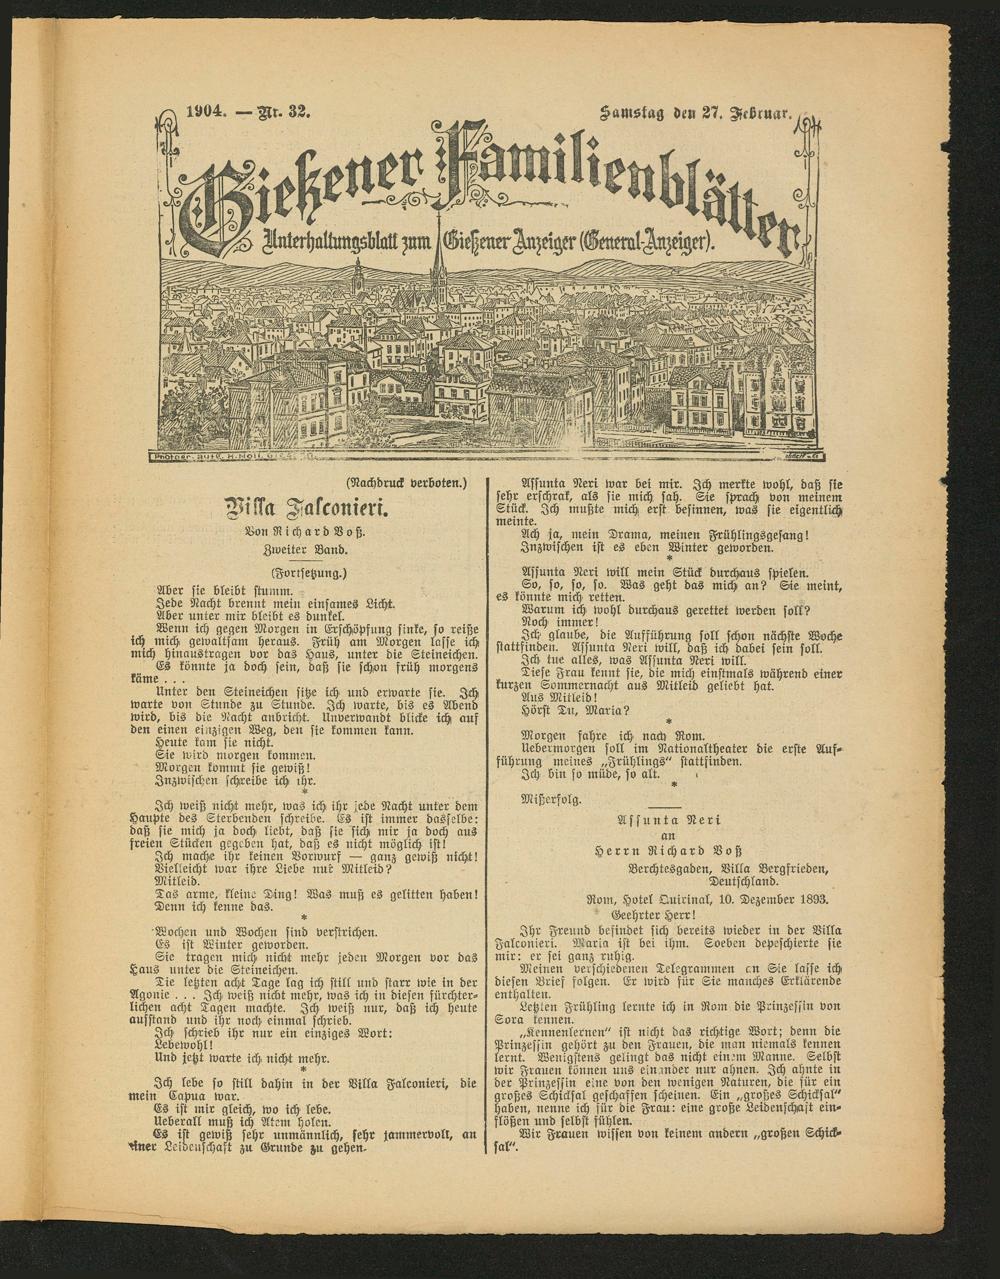 1904. — Nr. 32.
Samstag den 27. Februar.
Gießener Familienblätter
Unterhaltungsblatt zum Gießener Anzeiger (General-Anzeiger).
(Nachdruck verboten.)
Villa Falconieri.
Von Richard Voß.
Zweiter Band.
(Fortsetzung.)
Aber sie bleibt stumm.
Jede Nacht brennt mein einsames Licht.
Aber unter mir bleibt es dunkel.
Wenn ich gegen Morgen in Erschöpfung sinke, so reiße
ich mich gewaltsam heraus. Früh am Morgen lasse ich
mich hinaustragen vor das Haus, unter die Steineichen.
Es könnte ja doch sein, daß sie schon früh morgens
käme . . .
Unter den Steineichen sitze ich und erwarte sie. Ich
warte von Stunde zu Stunde. Ich warte, bis es Abend
wird, bis die Nacht anbricht. Unverwandt blicke ich auf
den einen einzigen Weg, den sie kommen kann.
Heute kam sie nicht.
Sie wird morgen kommen.
Morgen kommt sie gewiß!
Inzwischen schreibe ich ihr.
*
Ich weiß nicht mehr, was ich ihr jede Nacht unter dem
Haupte des Sterbenden schreibe. Es ist immer dasselbe:
daß sie mich ja doch liebt, daß sie sich mir ja doch aus
freien Stücken gegeben hat, daß es nicht möglich ist!
Ich mache ihr keinen Vorwurf — ganz gewiß nicht!
Vielleicht war ihre Liebe nur Mitleid?
Mitleid.
Das arme, kleine Ding! Was muß es gelitten haben!
Denn ich kenne das.
*
Wochen und Wochen sind verstrichen.
Es ist Winter geworden.
Sie tragen mich nicht mehr jeden Morgen vor das
Haus unter die Steineichen.
Die letzten acht Tage lag ich still und starr wie in der
Agonie . . . Ich weiß nicht mehr, was ich in diesen fürchter-
lichen acht Tagen machte. Ich weiß nur, daß ich heute
aufstand und ihr noch einmal schrieb.
Ich schrieb ihr nur ein einziges Wort:
Lebewohl!
Und jetzt warte ich nicht mehr.
*
Ich lebe so still dahin in der Villa Falconieri, die
mein Capua war.
Es ist mir gleich, wo ich lebe.
Ueberall muß ich Atem holen.
Es ist gewiß sehr unmännlich, sehr jammervoll, an
einer Leidenschaft zu Grunde zu gehen.
Assunta Neri war bei mir. Ich merkte wohl, daß sie
sehr erschrak, als sie mich sah. Sie sprach von meinem
Stück. Ich mußte mich erst besinnen, was sie eigentlich
meinte.
Ach ja, mein Drama, meinen Frühlingsgesang!
Inzwischen ist es eben Winter geworden.
*
Assunta Neri will mein Stück durchaus spielen.
So, so, so, so. Was geht das mich an? Sie meint,
es könnte mich retten.
Warum ich wohl durchaus gerettet werden soll?
Noch immer!
Ich glaube, die Aufführung soll schon nächste Woche
stattfinden. Assunta Neri will, daß ich dabei sein soll.
Ich tue alles, was Assunta Neri will.
Diese Frau kennt sie, die mich einstmals während einer
kurzen Sommernacht aus Mitleid geliebt hat.
Aus Mitleid!
Hörst Du, Maria?
*
Morgen fahre ich nach Rom.
Uebermorgen soll im Nationaltheater die erste Auf-
führung meines „Frühlings“ stattfinden.
Ich bin so müde, so alt.
*
Mißerfolg.
Assunta Neri
an
Herrn Richard Voß
Berchtesgaden, Villa Bergfrieden,
Deutschland.
Rom, Hotel Quirinal, 10. Dezember 1893.
Geehrter Herr!
Ihr Freund befindet sich bereits wieder in der Villa
Falconieri. Maria ist bei ihm. Soeben depeschierte sie
mir: er sei ganz ruhig.
Meinen verschiedenen Telegrammen an Sie lasse ich
diesen Brief folgen. Er wird für Sie manches Erklärende
enthalten.
Letzten Frühling lernte ich in Rom die Prinzessin von
Sora kennen.
„Kennenlernen“ ist nicht das richtige Wort; denn die
Prinzessin gehört zu den Frauen, die man niemals kennen
lernt. Wenigstens gelingt das nicht einem Manne. Selbst
wir Frauen können uns einander nur ahnen. Ich ahnte in
der Prinzessin eine von den wenigen Naturen, die für ein
großes Schicksal geschaffen scheinen. Ein „großes Schicksal“
haben, nenne ich für die Frau: eine große Leidenschaft ein-
flößen und selbst fühlen.
Wir Frauen wissen von keinem andern „großen Schick-
sal“.